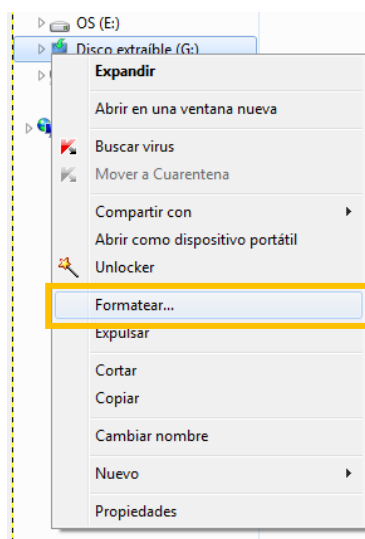 OS (E:)
Disco extraíble (G:)
Expandir
Abrir en una ventana nueva
Buscar virus
Mover a Cuarentena
Compartir con
Abrir como dispositivo portátil
Unlocker
Formatear...
Expulsar
Cortar
Copiar
Cambiar nombre
Nuevo
Propiedades